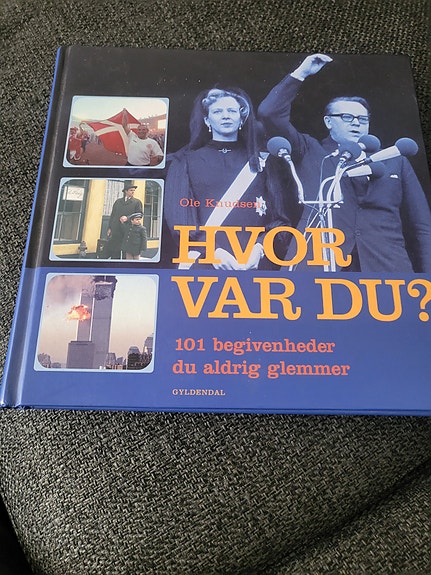 Ole Knudsen
HVOR
VAR DU?
101 begivenheder
du aldrig glemmer
GYLDENDAL